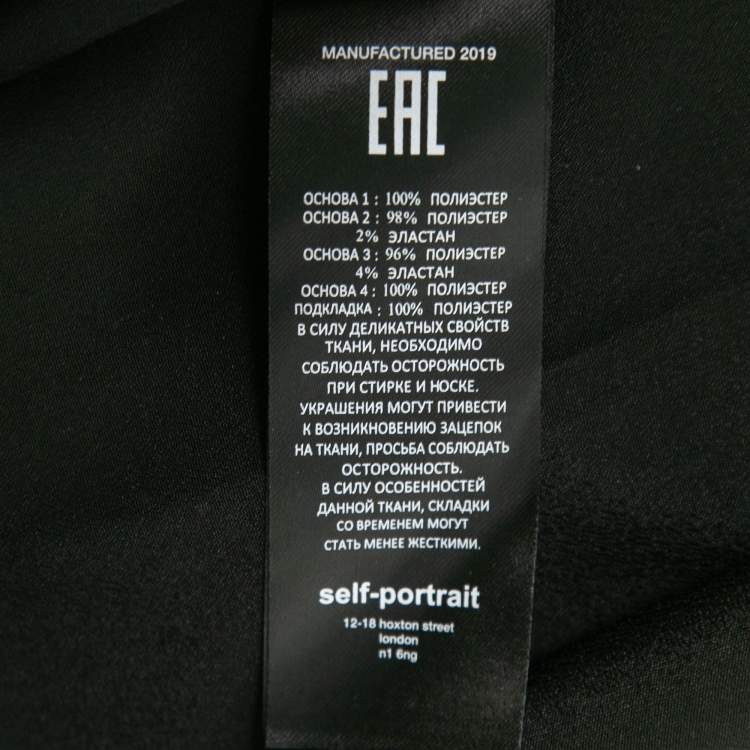 MANUFACTURED 2019
EAC
ОСНОВА 1 : 100% ПОЛИЭСТЕР
ОСНОВА 2 : 98% ПОЛИЭСТЕР
2% ЭЛАСТАН
ОСНОВА 3 : 96% ПОЛИЭСТЕР
4% ЭЛАСТАН
ОСНОВА 4 : 100% ПОЛИЭСТЕР
ПОДКЛАДКА : 100% ПОЛИЭСТЕР
В СИЛУ ДЕЛИКАТНЫХ СВОЙСТВ
ТКАНИ, НЕОБХОДИМО
СОБЛЮДАТЬ ОСТОРОЖНОСТЬ
ПРИ СТИРКЕ И НОСКЕ.
УКРАШЕНИЯ МОГУТ ПРИВЕСТИ
К ВОЗНИКНОВЕНИЮ ЗАЦЕПОК
НА ТКАНИ, ПРОСЬБА СОБЛЮДАТЬ
ОСТОРОЖНОСТЬ.
В СИЛУ ОСОБЕННОСТЕЙ
ДАННОЙ ТКАНИ, СКЛАДКИ
СО ВРЕМЕНЕМ МОГУТ
СТАТЬ МЕНЕЕ ЖЕСТКИМИ.
self-portrait
12-18 hoxton street
london
n1 6ng